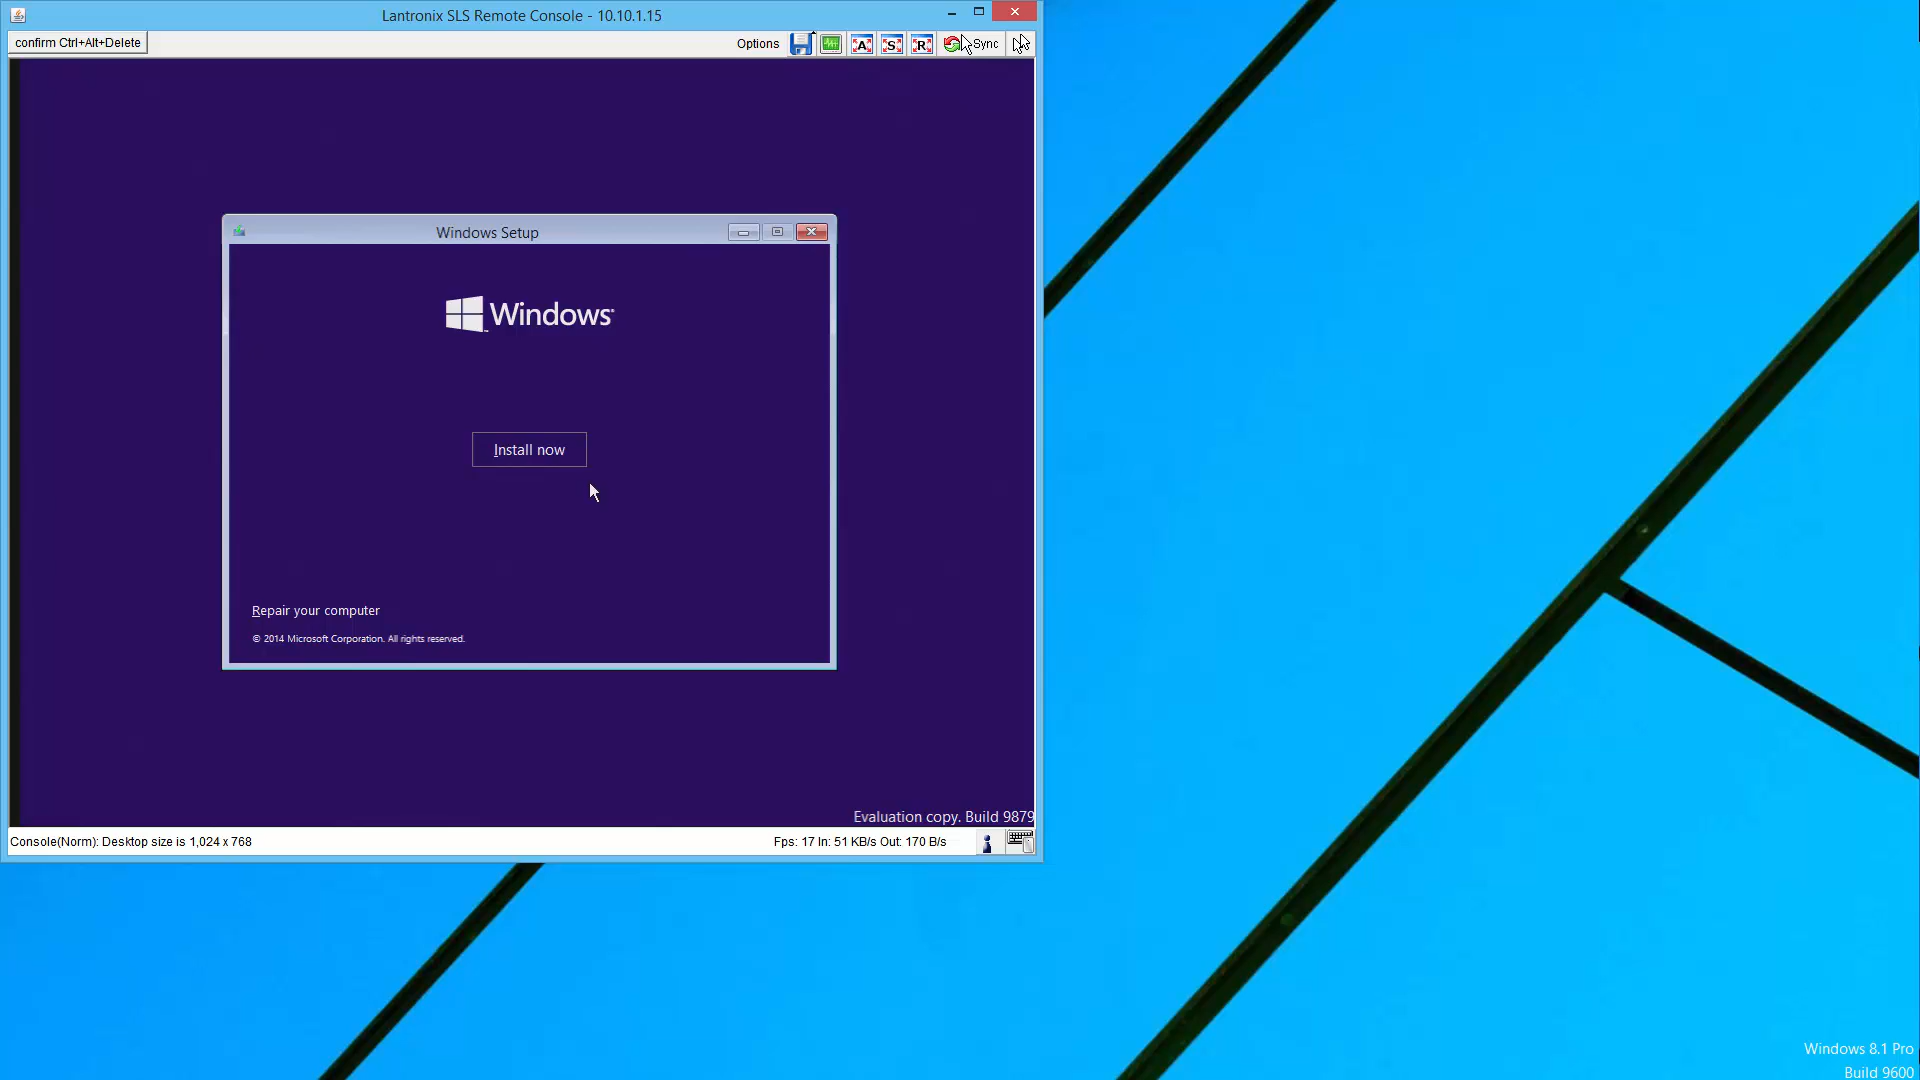 Lantronix SLS Remote Console - 10.10.1.15
confirm Ctrl+Alt+Delete
Options
A
S
R
Sync
Windows Setup
Windows
Install now
Repair your computer
© 2014 Microsoft Corporation. All rights reserved.
Evaluation copy. Build 9879
Console(Norm): Desktop size is 1,024 x 768
Fps: 17 In: 51 KB/s Out: 170 B/s
Windows 8.1 Pro
Build 9600